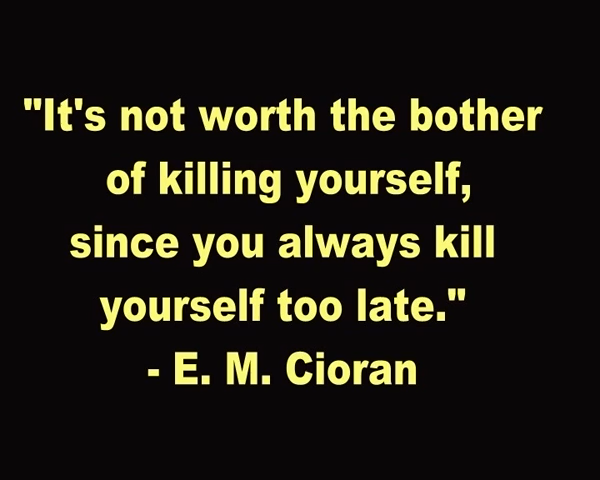 "It's not worth the bother
of killing yourself,
since you always kill
yourself too late."
- E. M. Cioran